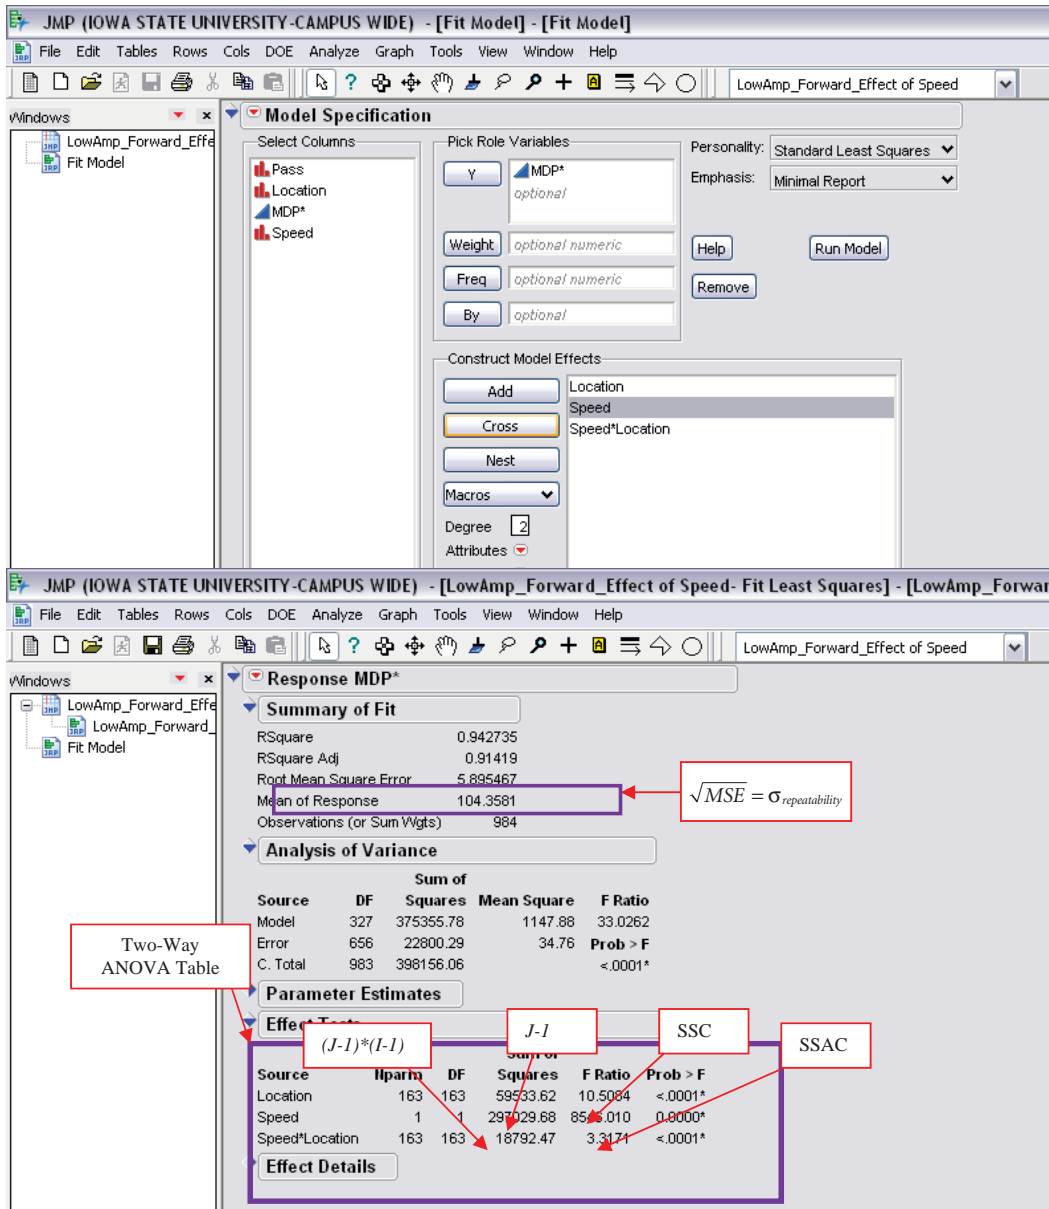 JMP (IOWA STATE UNIVERSITY-CAMPUS WIDE) - [Fit Model] - [Fit Model]
File Edit Tables Rows Cols DOE Analyze Graph Tools View Window Help
LowAmp_Forward_Effect of Speed
Windows
LowAmp_Forward_Effe
Fit Model
Model Specification
Select Columns
Pass
Location
MDP*
Speed
Pick Role Variables
Y
MDP*
optional
Weight optional numeric
Freq optional numeric
By optional
Personality: Standard Least Squares
Emphasis: Minimal Report
Help Run Model
Remove
Construct Model Effects
Add
Cross
Nest
Macros
Degree 2
Attributes
Location
Speed
Speed*Location
JMP (IOWA STATE UNIVERSITY-CAMPUS WIDE) - [LowAmp_Forward_Effect of Speed- Fit Least Squares] - [LowAmp_Forwar
File Edit Tables Rows Cols DOE Analyze Graph Tools View Window Help
LowAmp_Forward_Effect of Speed
Windows
LowAmp_Forward_Effe
LowAmp_Forward_
Fit Model
Response MDP*
Summary of Fit
RSquare 0.942735
RSquare Adj 0.91419
Root Mean Square Error 5.895467
Mean of Response 104.3581
Observations (or Sum Wgts) 984
√MSE = σ repeatability
Analysis of Variance
Sum of
Source DF Squares Mean Square F Ratio
Model 327 375355.78 1147.88 33.0262
Error 656 22800.29 34.76 Prob > F
C. Total 983 398156.06 <.0001*
Two-Way
ANOVA Table
Parameter Estimates
(J-1)*(I-1)
J-1
SSC
SSAC
Source Nparm DF Squares F Ratio Prob > F
Location 163 163 59533.62 10.5084 <.0001*
Speed 1 1 297029.68 0.0000*
Speed*Location 163 163 18792.47 3.3171 <.0001*
Effect Details